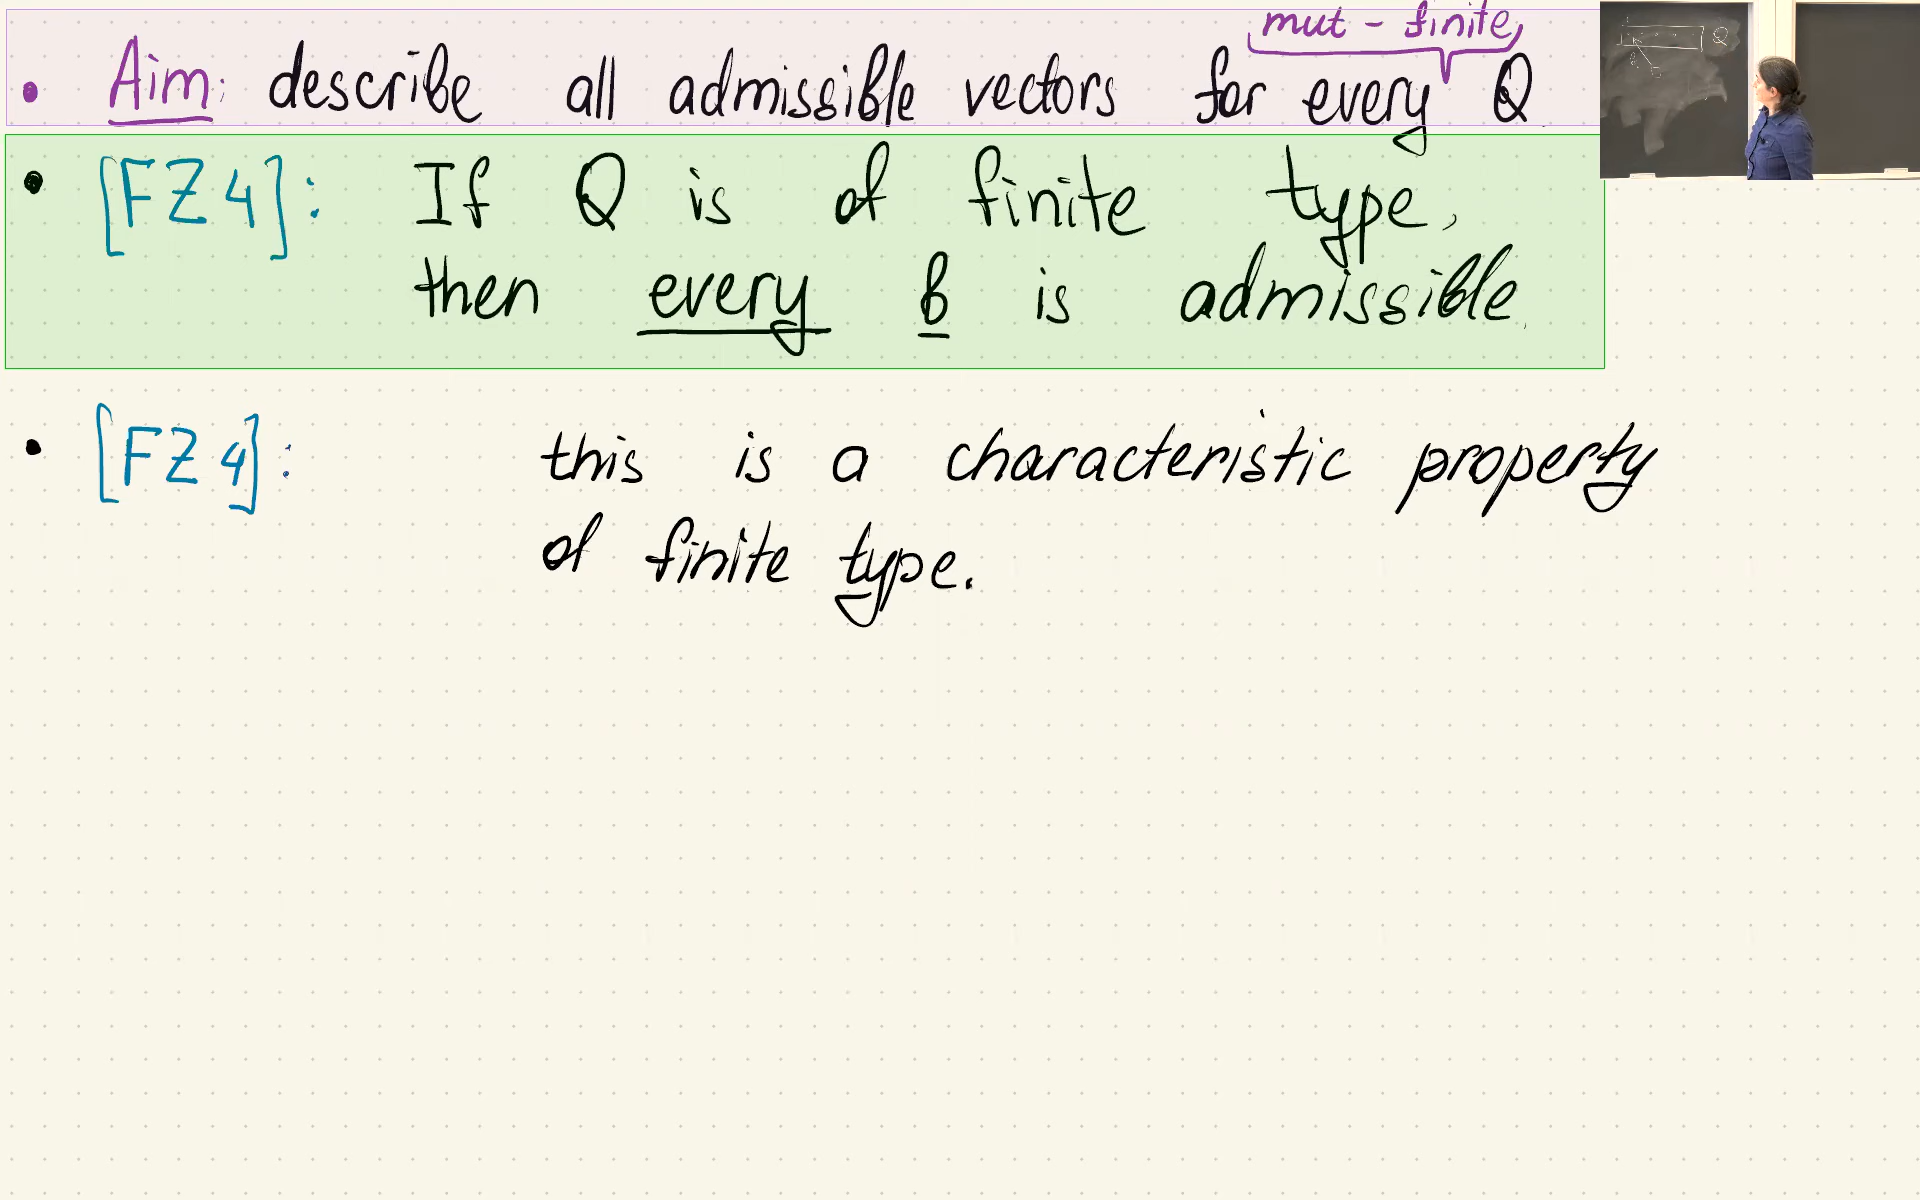 mut - finite,
• Aim: describe all admissible vectors for every Q.
• [FZ4]: If Q is of finite type,
then every b is admissible.
• [FZ4]: this is a characteristic property
of finite type.
Q